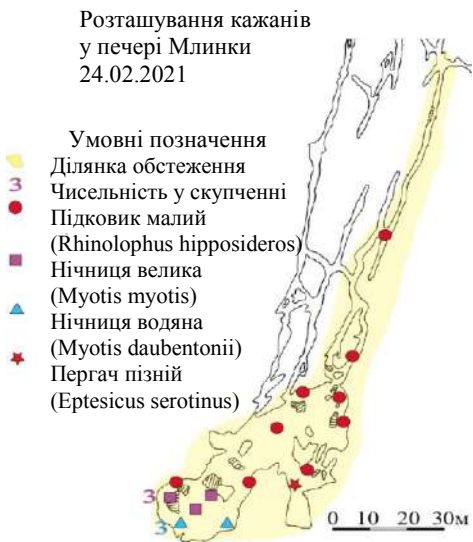 Розташування кажанів
у печері Млинки
24.02.2021
Умовні позначення
Ділянка обстеження
3 Чисельність у скупченні
Підковик малий
(Rhinolophus hipposideros)
Нічниця велика
(Myotis myotis)
Нічниця водяна
(Myotis daubentonii)
Пергач пізній
(Eptesicus serotinus)
3
3
0 10 20 30м